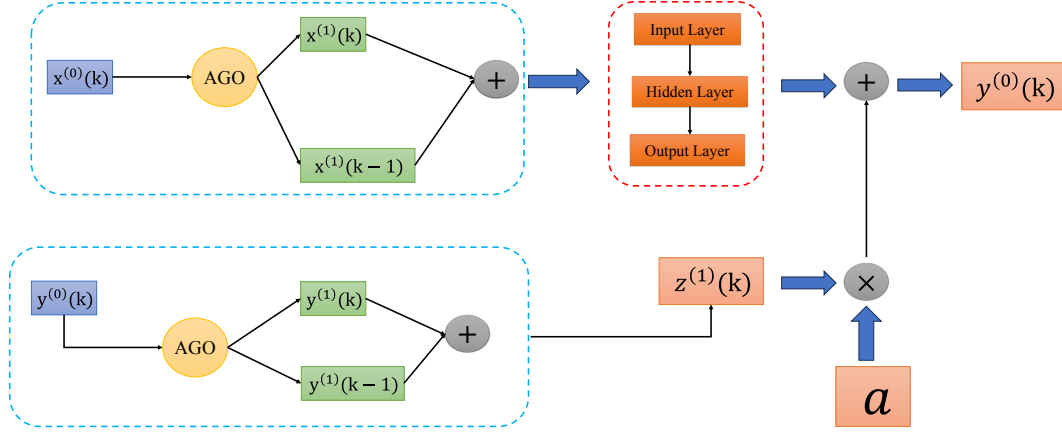 x⁽⁰⁾(k)
AGO
x⁽¹⁾(k)
x⁽¹⁾(k − 1)
+
Input Layer
Hidden Layer
Output Layer
+
y⁽⁰⁾(k)
y⁽⁰⁾(k)
AGO
y⁽¹⁾(k)
y⁽¹⁾(k−1)
+
z⁽¹⁾(k)
×
a